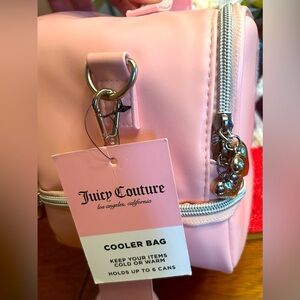 Juicy Couture
los angeles, california
COOLER BAG
KEEP YOUR ITEMS
COLD OR WARM
HOLDS UP TO 6 CANS